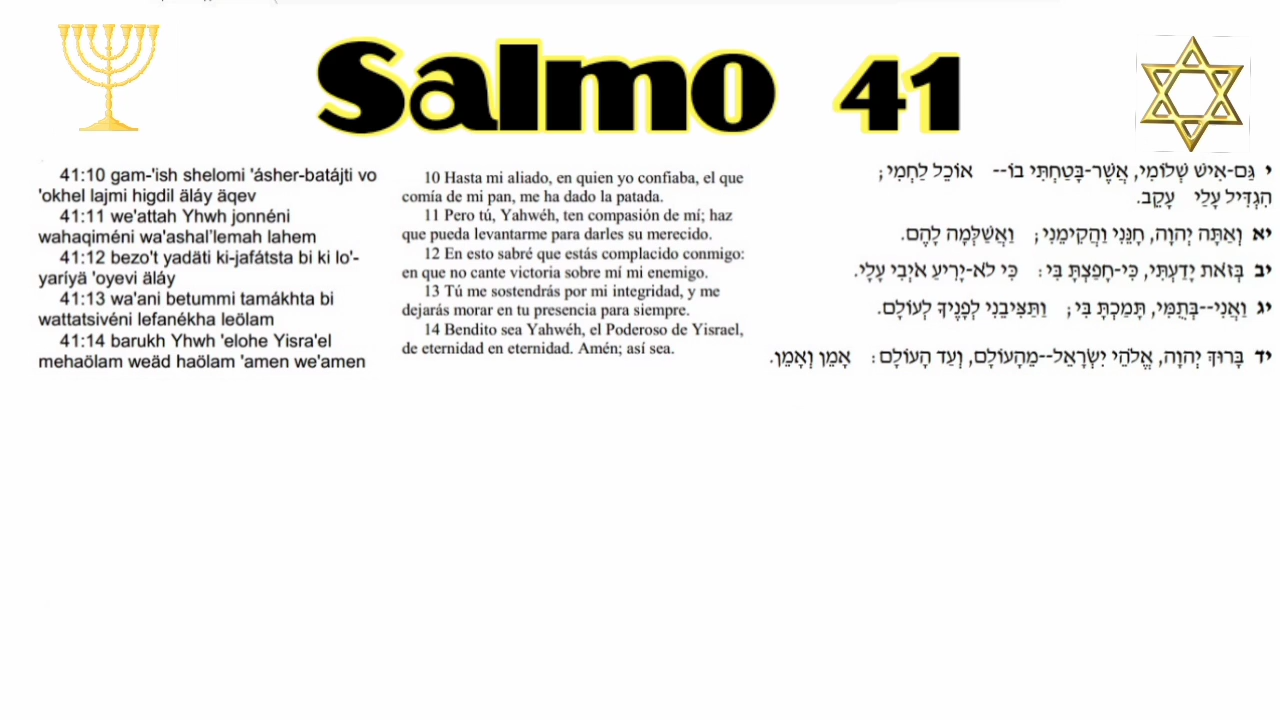 Salmo 41
41:10 gam-'ish shelomi 'ásher-batájti vo
'okhel lajmi higdil äláy äqev
41:11 we'attah Yhwh jonnéni
wahaqiméni wa'ashal'lemah lahem
41:12 bezo't yadäti ki-jafátsta bi ki lo'-
yaríyä 'oyevi äláy
41:13 wa'ani betummi tamákhta bi
wattatsivéni lefanékha leölam
41:14 barukh Yhwh 'elohe Yisra'el
mehaölam weäd haölam 'amen we'amen
10 Hasta mi aliado, en quien yo confiaba, el que
comía de mi pan, me ha dado la patada.
11 Pero tú, Yahwéh, ten compasión de mí; haz
que pueda levantarme para darles su merecido.
12 En esto sabré que estás complacido conmigo:
en que no cante victoria sobre mí mi enemigo.
13 Tú me sostendrás por mi integridad, y me
dejarás morar en tu presencia para siempre.
14 Bendito sea Yahwéh, el Poderoso de Yisrael,
de eternidad en eternidad. Amén; así sea.
י גַּם-אִישׁ שְׁלוֹמִי, אֲשֶׁר-בָּטַחְתִּי בוֹ-- אוֹכֵל לַחְמִי;
הִגְדִּיל עָלַי עָקֵב.
יא וְאַתָּה יְהוָה, חָנֵּנִי וַהֲקִימֵנִי; וַאֲשַׁלְּמָה לָהֶם.
יב בְּזֹאת יָדַעְתִּי, כִּי-חָפַצְתָּ בִּי: כִּי לֹא-יָרִיעַ אֹיְבִי עָלָי.
יג וַאֲנִי--בְּתֻמִּי, תָּמַכְתָּ בִּי; וַתַּצִּיבֵנִי לְפָנֶיךָ לְעוֹלָם.
יד בָּרוּךְ יְהוָה, אֱלֹהֵי יִשְׂרָאֵל--מֵהָעוֹלָם, וְעַד הָעוֹלָם: אָמֵן וְאָמֵן.